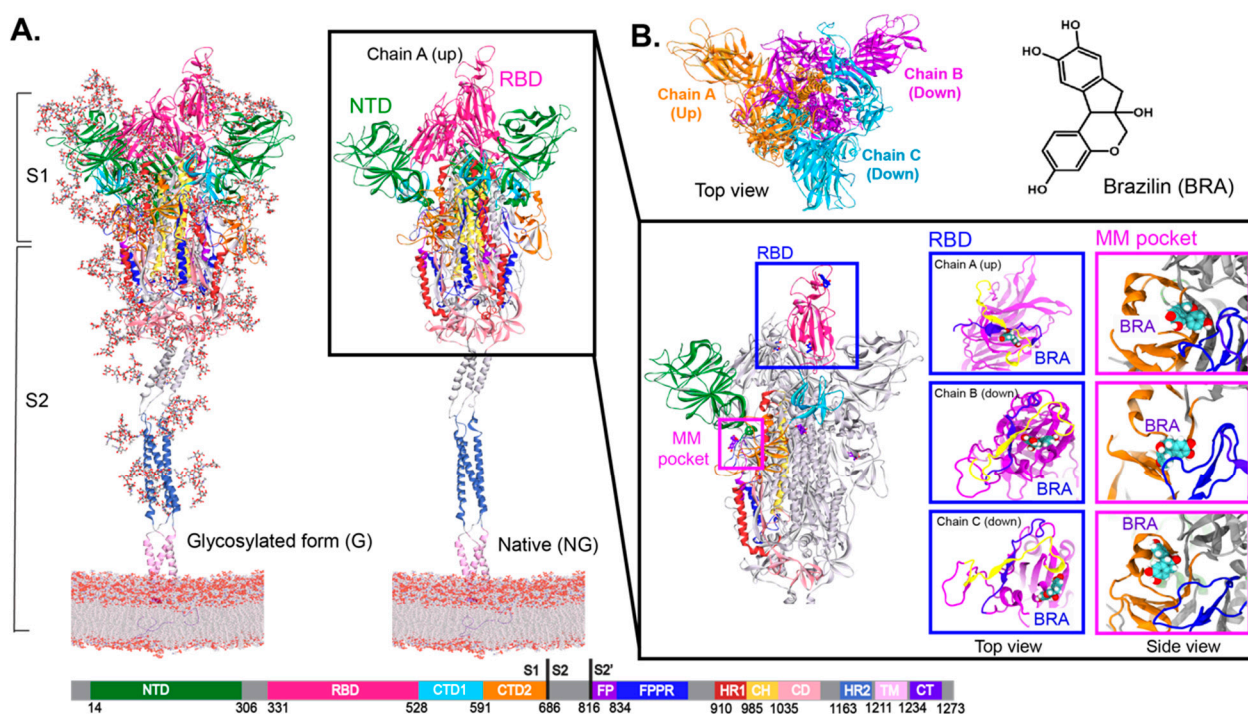 A.
S1
S2
Chain A (up)
RBD
NTD
Glycosylated form (G)
Native (NG)
B.
Chain A
(Up)
Chain B
(Down)
Chain C
(Down)
Top view
HO
HO
OH
O
HO
Brazilin (BRA)
RBD
MM
pocket
RBD
MM pocket
Chain A (up)
BRA
BRA
Chain B (down)
BRA
BRA
Chain C (down)
BRA
BRA
Top view
Side view
S1 S2 S2'
NTD RBD CTD1 CTD2 FP FPPR HR1 CH CD HR2 TM CT
14 306 331 528 591 686 816 834 910 985 1035 1163 1211 1234 1273